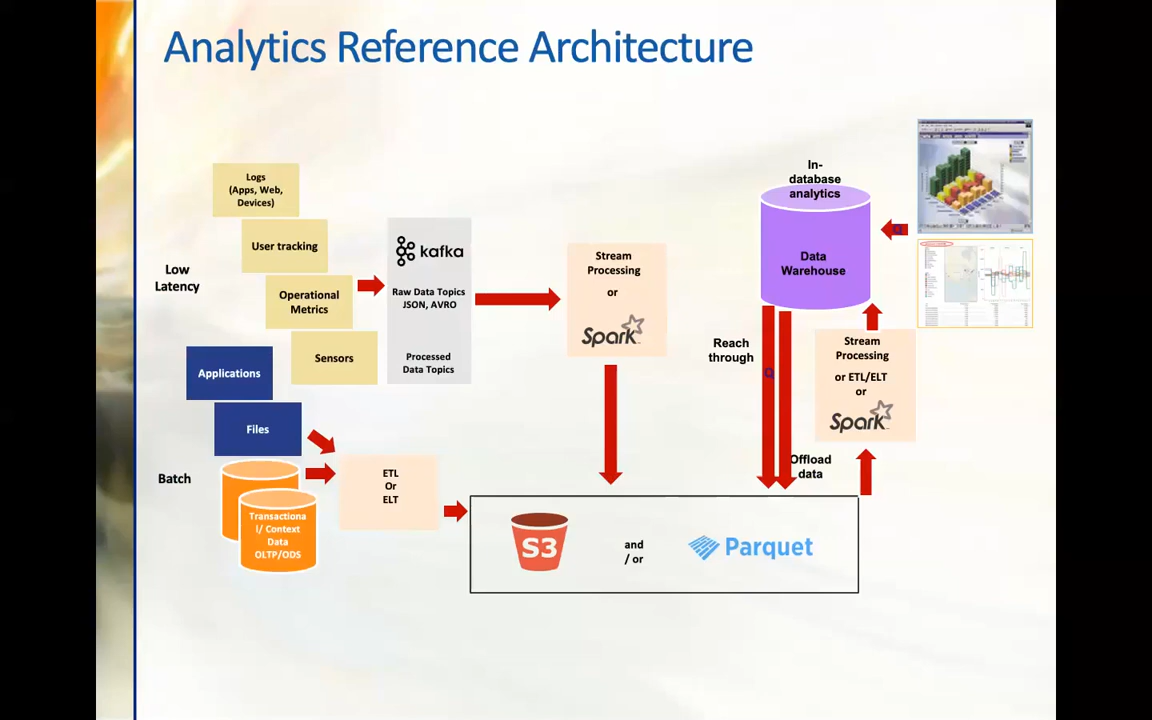 Analytics Reference Architecture
Logs
(Apps, Web,
Devices)
User tracking
Low
Latency
Operational
Metrics
Sensors
Applications
Files
Batch
Transactiona
l/ Context
Data
OLTP/ODS
kafka
Raw Data Topics
JSON, AVRO
Processed
Data Topics
ETL
Or
ELT
Stream
Processing
or
Spark
In-
database
analytics
Data
Warehouse
Q
Reach
through
Q
Stream
Processing
or ETL/ELT
or
Spark
Offload
data
S3
and
/ or
Parquet